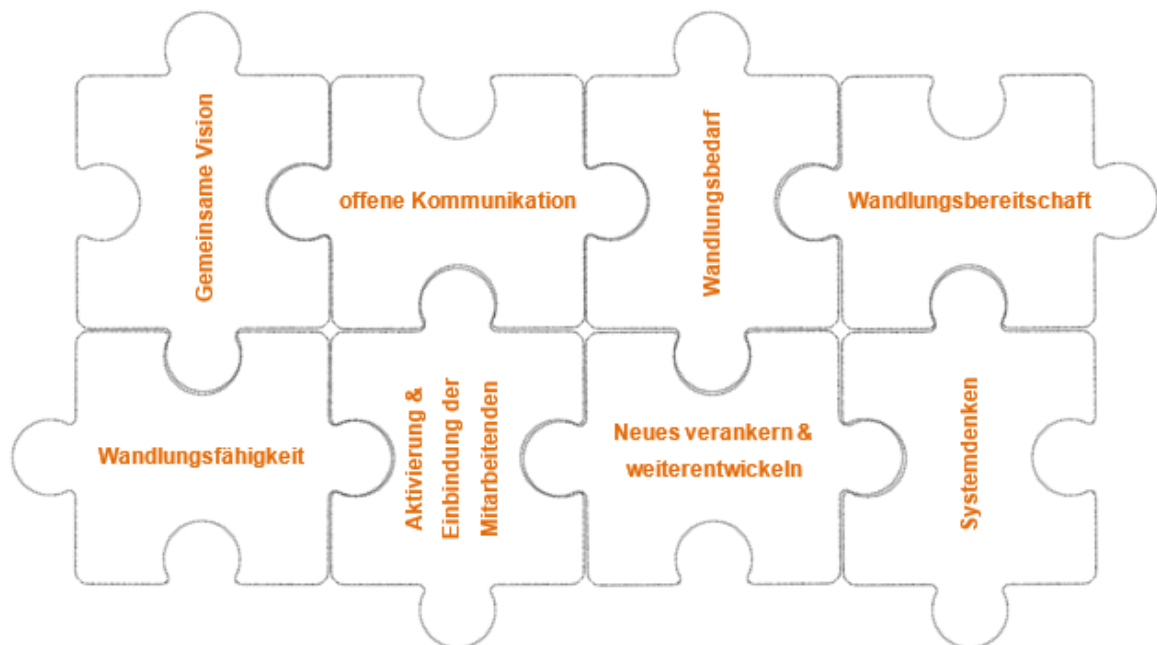 Gemeinsame Vision
offene Kommunikation
Wandlungsbedarf
Wandlungsbereitschaft
Wandlungsfähigkeit
Aktivierung &
Einbindung der
Mitarbeitenden
Neues verankern &
weiterentwickeln
Systemdenken